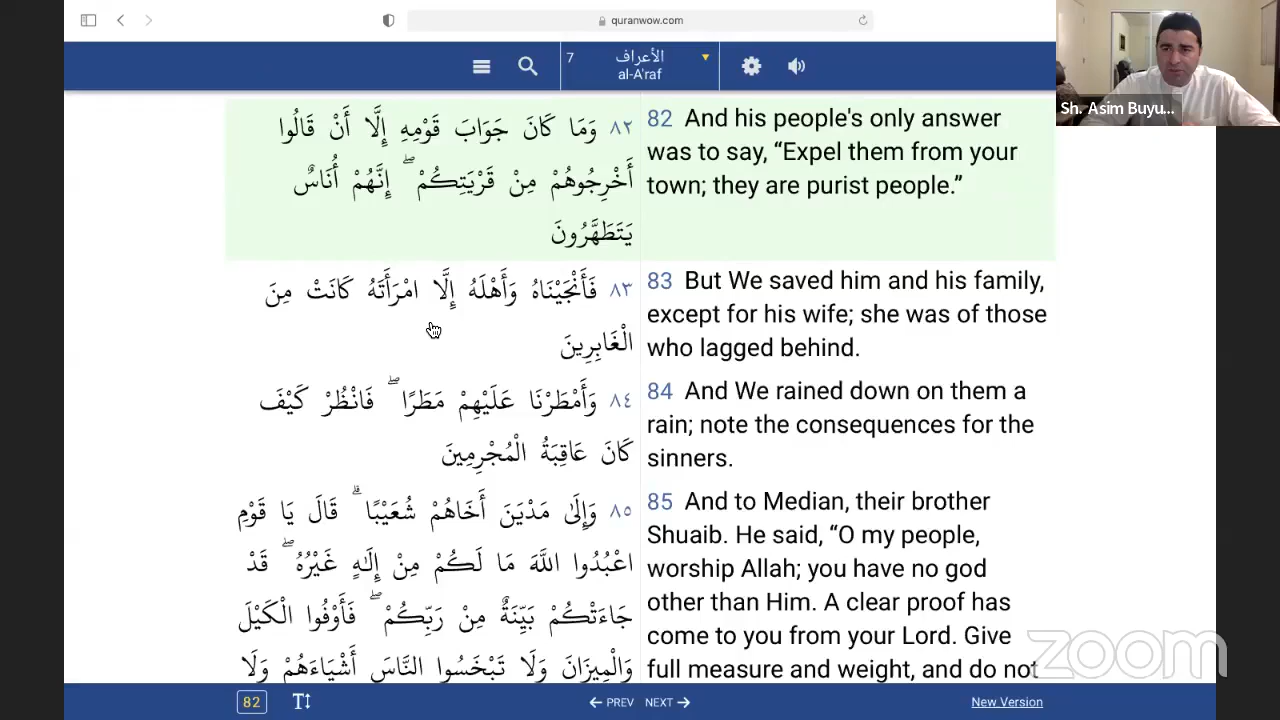 quranwow.com
Sh. Asim Buyu...
7
الأعراف
al-A'raf
٨٢ وَمَا كَانَ جَوَابَ قَوْمِهِ إِلَّا أَنْ قَالُوا
أَخْرِجُوهُمْ مِنْ قَرْيَتِكُمْ ۖ إِنَّهُمْ أُنَاسٌ
يَتَطَهَّرُونَ
82 And his people's only answer
was to say, “Expel them from your
town; they are purist people.”
٨٣ فَأَنْجَيْنَاهُ وَأَهْلَهُ إِلَّا امْرَأَتَهُ كَانَتْ مِنَ
الْغَابِرِينَ
83 But We saved him and his family,
except for his wife; she was of those
who lagged behind.
٨٤ وَأَمْطَرْنَا عَلَيْهِمْ مَطَرًا ۖ فَانْظُرْ كَيْفَ
كَانَ عَاقِبَةُ الْمُجْرِمِينَ
84 And We rained down on them a
rain; note the consequences for the
sinners.
٨٥ وَإِلَىٰ مَدْيَنَ أَخَاهُمْ شُعَيْبًا ۗ قَالَ يَا قَوْمِ
اعْبُدُوا اللَّهَ مَا لَكُمْ مِنْ إِلَٰهٍ غَيْرُهُ ۖ قَدْ
جَاءَتْكُمْ بَيِّنَةٌ مِنْ رَبِّكُمْ ۖ فَأَوْفُوا الْكَيْلَ
وَالْمِيزَانَ وَلَا تَبْخَسُوا النَّاسَ أَشْيَاءَهُمْ وَلَا
85 And to Median, their brother
Shuaib. He said, “O my people,
worship Allah; you have no god
other than Him. A clear proof has
come to you from your Lord. Give
full measure and weight, and do not
zoom
82
T
PREV NEXT
New Version